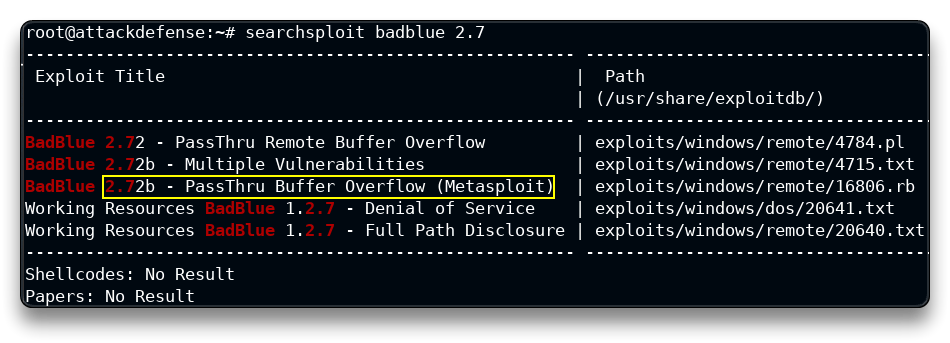 root@attackdefense:~# searchsploit badblue 2.7
--------------------------------------------------------- ----------------------------------
 Exploit Title                                           |  Path
                                                         | (/usr/share/exploitdb/)
--------------------------------------------------------- ----------------------------------
BadBlue 2.72 - PassThru Remote Buffer Overflow           | exploits/windows/remote/4784.pl
BadBlue 2.72b - Multiple Vulnerabilities                 | exploits/windows/remote/4715.txt
BadBlue 2.72b - PassThru Buffer Overflow (Metasploit)    | exploits/windows/remote/16806.rb
Working Resources BadBlue 1.2.7 - Denial of Service      | exploits/windows/dos/20641.txt
Working Resources BadBlue 1.2.7 - Full Path Disclosure   | exploits/windows/remote/20640.txt
--------------------------------------------------------- ----------------------------------
Shellcodes: No Result
Papers: No Result